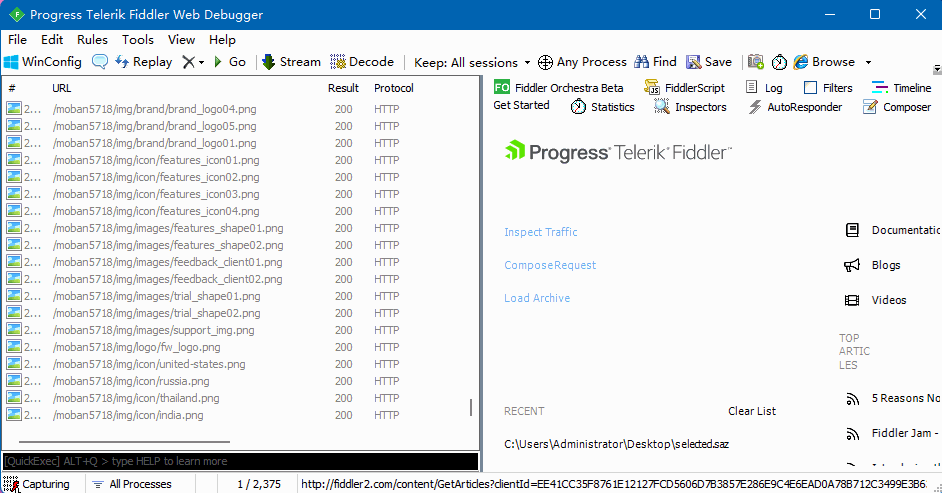 Progress Telerik Fiddler Web Debugger
File Edit Rules Tools View Help
WinConfig Replay Go Stream Decode Keep: All sessions Any Process Find Save Browse
# URL Result Protocol
2... /moban5718/img/brand/brand_logo04.png 200 HTTP
2... /moban5718/img/brand/brand_logo05.png 200 HTTP
2... /moban5718/img/brand/brand_logo01.png 200 HTTP
2... /moban5718/img/icon/features_icon01.png 200 HTTP
2... /moban5718/img/icon/features_icon02.png 200 HTTP
2... /moban5718/img/icon/features_icon03.png 200 HTTP
2... /moban5718/img/icon/features_icon04.png 200 HTTP
2... /moban5718/img/images/features_shape01.png 200 HTTP
2... /moban5718/img/images/features_shape02.png 200 HTTP
2... /moban5718/img/images/feedback_client01.png 200 HTTP
2... /moban5718/img/images/feedback_client02.png 200 HTTP
2... /moban5718/img/images/trial_shape01.png 200 HTTP
2... /moban5718/img/images/trial_shape02.png 200 HTTP
2... /moban5718/img/images/support_img.png 200 HTTP
2... /moban5718/img/logo/fw_logo.png 200 HTTP
2... /moban5718/img/icon/united-states.png 200 HTTP
2... /moban5718/img/icon/russia.png 200 HTTP
2... /moban5718/img/icon/thailand.png 200 HTTP
2... /moban5718/img/icon/india.png 200 HTTP
[QuickExec] ALT+Q > type HELP to learn more
FO Fiddler Orchestra Beta FiddlerScript Log Filters Timeline
Get Started Statistics Inspectors AutoResponder Composer
Progress® Telerik® Fiddler™
Inspect Traffic
Compose Request
Load Archive
Documentatic
Blogs
Videos
TOP
ARTIC
LES
5 Reasons No
Fiddler Jam -
RECENT Clear List
C:\Users\Administrator\Desktop\selected.saz
Capturing All Processes 1 / 2,375 http://fiddler2.com/content/GetArticles?clientId=EE41CC35F8761E12127FCD5606D7B3857E286E9C4E6EAD0A78B712C3499E3B6.